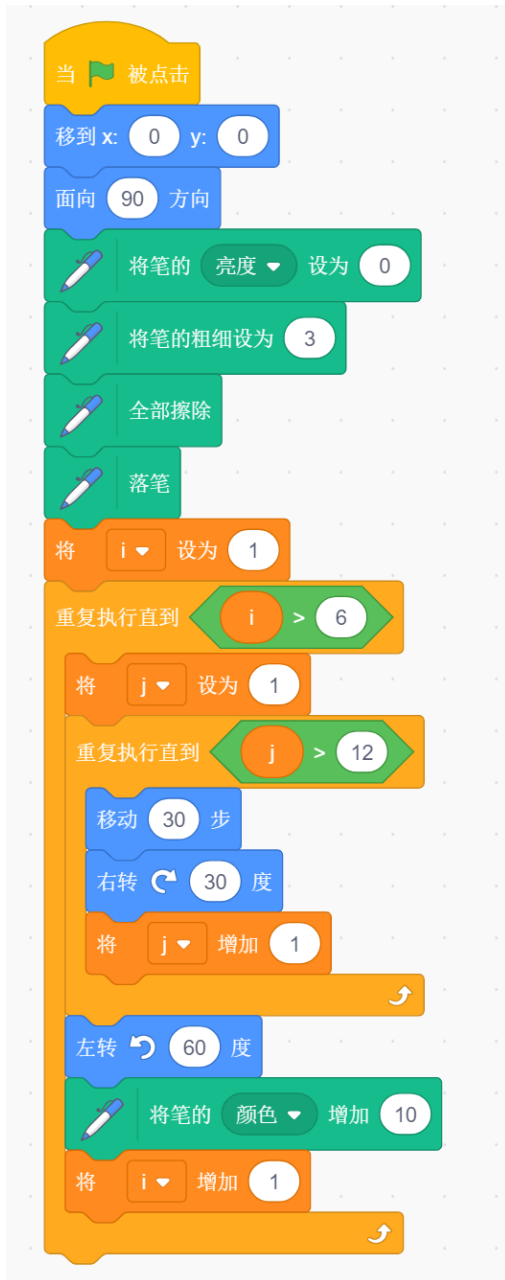 当 被点击
移到 x: 0 y: 0
面向 90 方向
将笔的 亮度 设为 0
将笔的粗细设为 3
全部擦除
落笔
将 i 设为 1
重复执行直到 i > 6
将 j 设为 1
重复执行直到 j > 12
移动 30 步
右转 30 度
将 j 增加 1
左转 60 度
将笔的 颜色 增加 10
将 i 增加 1